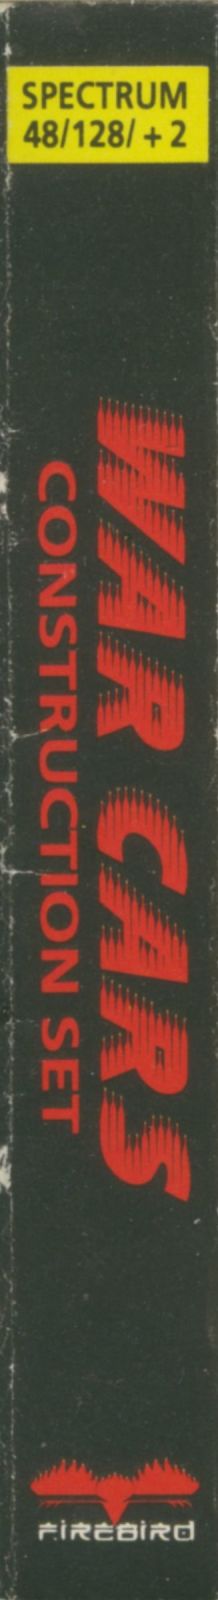 SPECTRUM
48/128/+2
WAR CARS
CONSTRUCTION SET
FIREBIRD